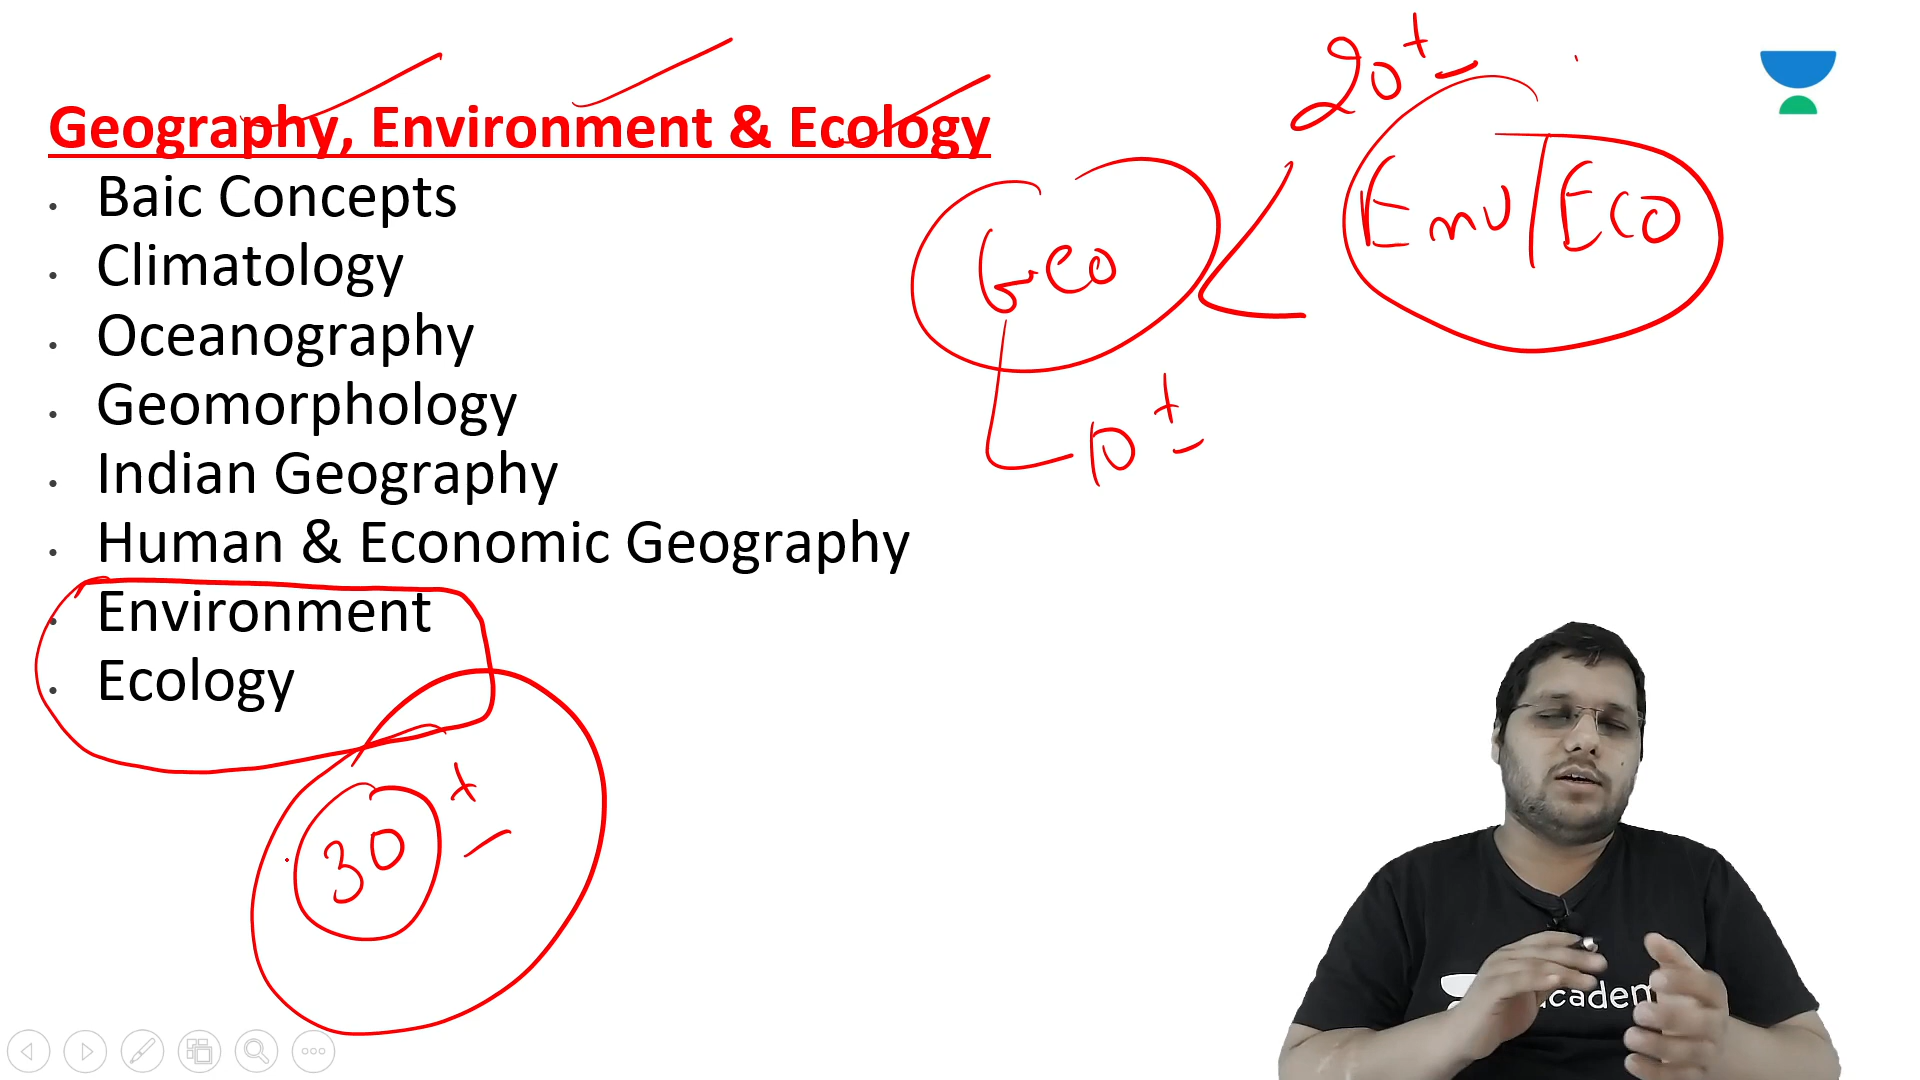 Geography, Environment & Ecology
• Baic Concepts
• Climatology
• Oceanography
• Geomorphology
• Indian Geography
• Human & Economic Geography
• Environment
• Ecology
20 + -
Env / Eco
Geo
10 + -
30 + -
academ